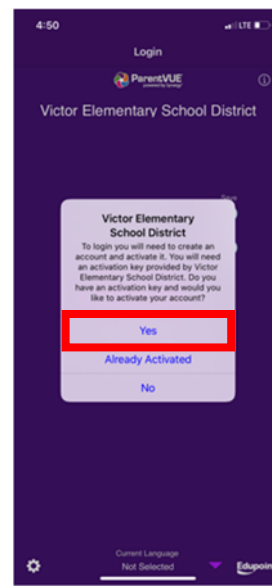 4:50
LTE
Login
ParentVUE
Victor Elementary School District
Save
Victor Elementary
School District
To login you will need to create an
account and activate it. You will need
an activation key provided by Victor
Elementary School District. Do you
have an activation key and would you
like to activate your account?
Yes
Already Activated
No
Current Language
Not Selected
Edupoin